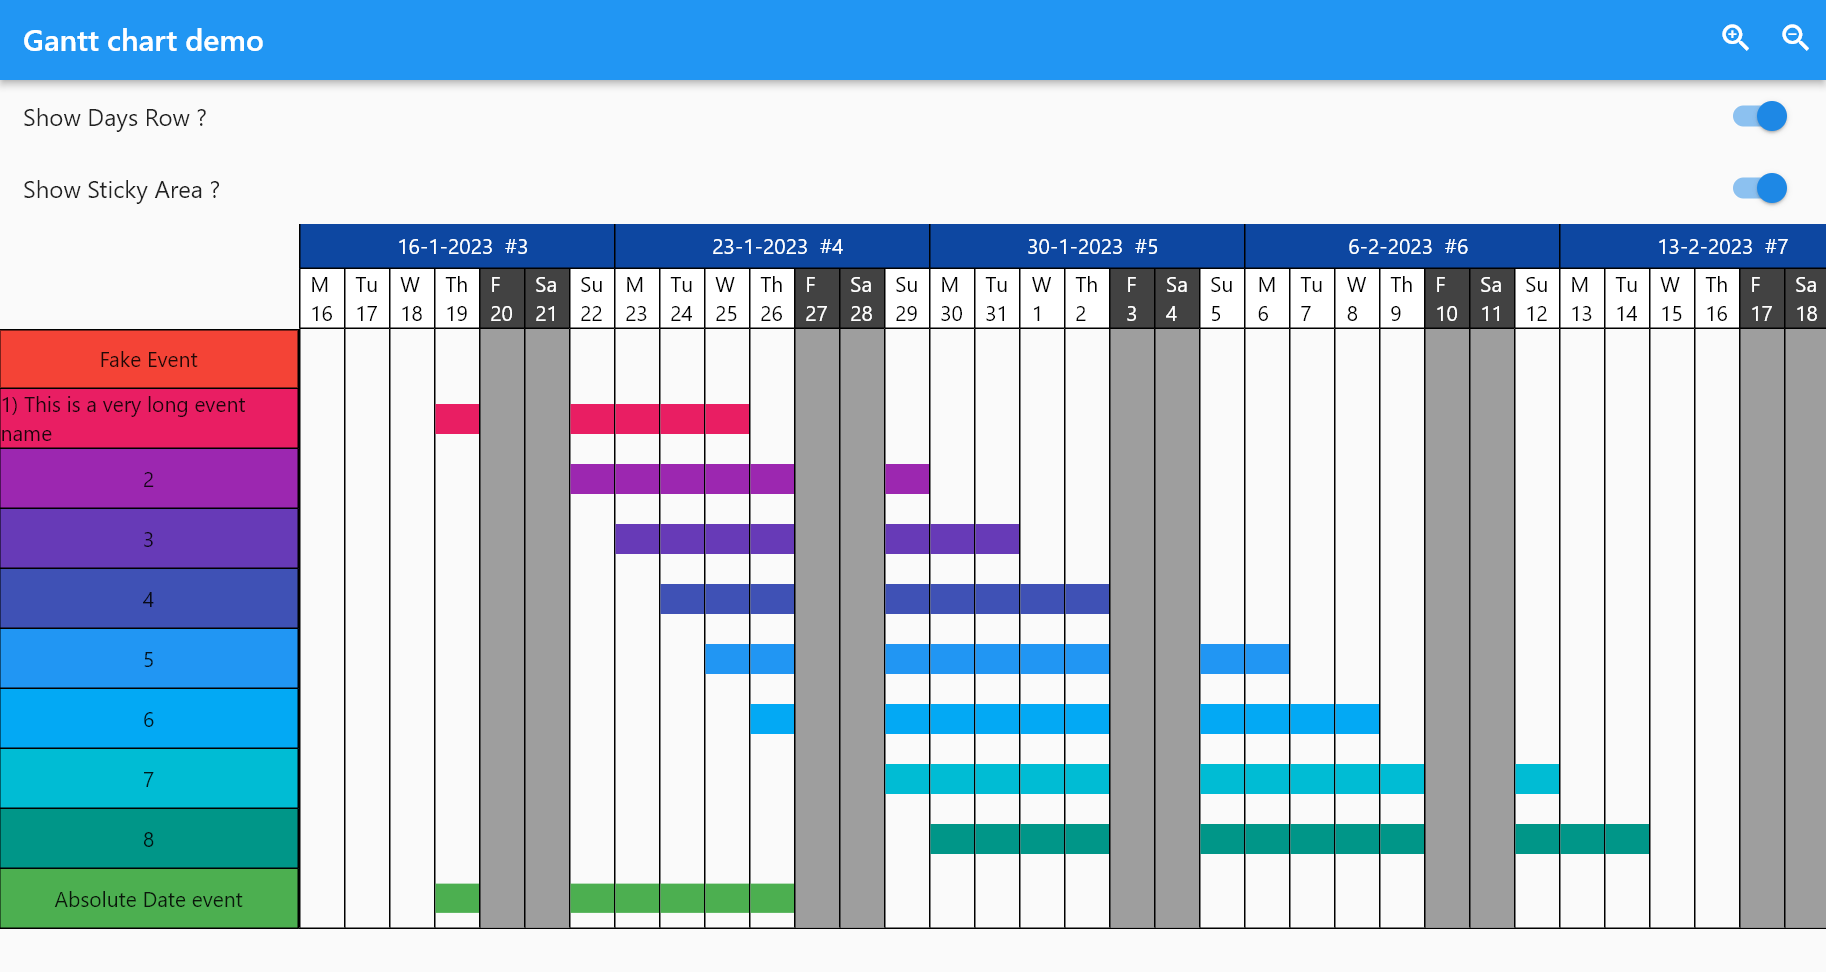 Gantt chart demo
Show Days Row ?
Show Sticky Area ?
16-1-2023 #3 23-1-2023 #4 30-1-2023 #5 6-2-2023 #6 13-2-2023 #7
M Tu W Th F Sa Su M Tu W Th F Sa Su M Tu W Th F Sa Su M Tu W Th F Sa Su M Tu W Th F Sa
16 17 18 19 20 21 22 23 24 25 26 27 28 29 30 31 1 2 3 4 5 6 7 8 9 10 11 12 13 14 15 16 17 18
Fake Event
1) This is a very long event
name
2
3
4
5
6
7
8
Absolute Date event